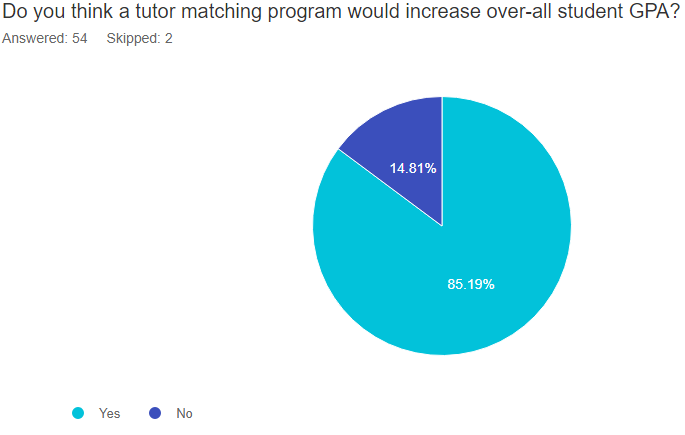 Do you think a tutor matching program would increase over-all student GPA?
Answered: 54 Skipped: 2
14.81%
85.19%
Yes No